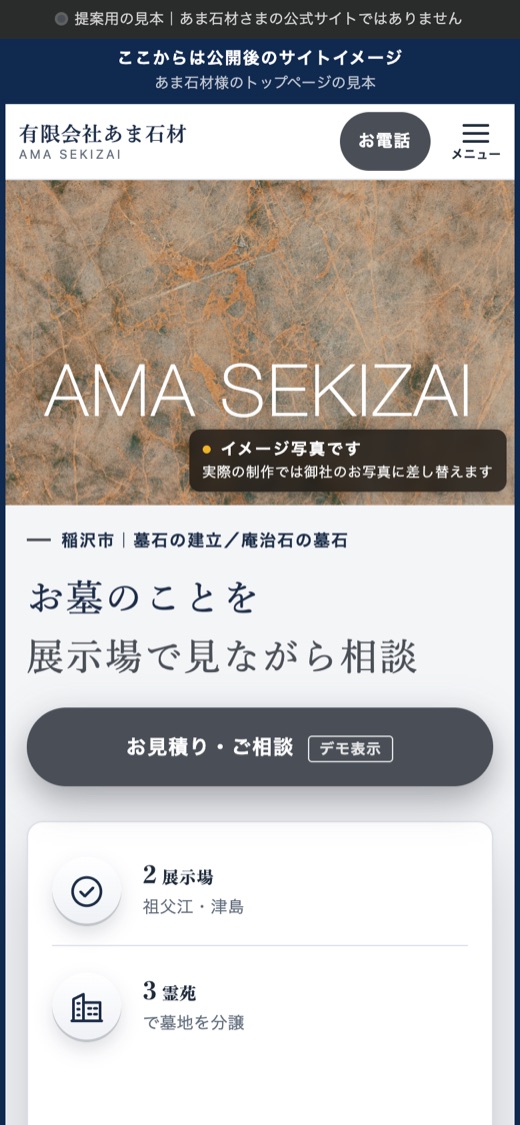 提案用の見本｜あま石材さまの公式サイトではありません
ここからは公開後のサイトイメージ
あま石材様のトップページの見本
有限会社あま石材
AMA SEKIZAI
お電話
メニュー
AMA SEKIZAI
イメージ写真です
実際の制作では御社のお写真に差し替えます
稲沢市｜墓石の建立／庵治石の墓石
お墓のことを
展示場で見ながら相談
お見積り・ご相談 デモ表示
2 展示場
祖父江・津島
3 霊苑
で墓地を分譲